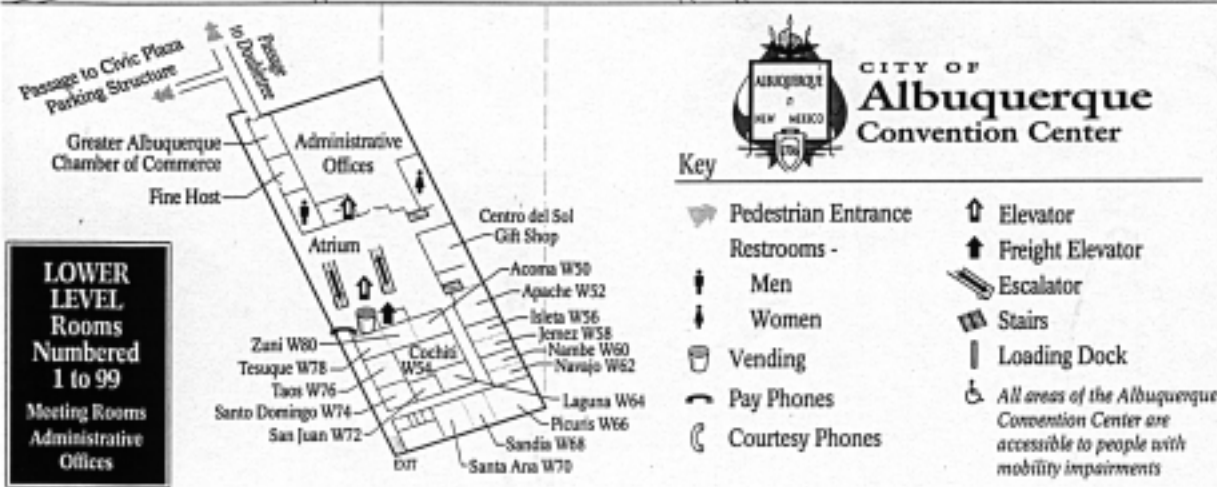 Passage to Civic Plaza
Parking Structure
Passage
to Doubletree
Greater Albuquerque
Chamber of Commerce
Fine Host
Administrative
Offices
Atrium
Centro del Sol
Gift Shop
Acoma W50
Apache W52
Isleta W56
Jemez W58
Nambe W60
Navajo W62
Laguna W64
Picuris W66
Sandia W68
Santa Ana W70
EXIT
San Juan W72
Santo Domingo W74
Taos W76
Tesuque W78
Zuni W80
Cochiti
W54
LOWER
LEVEL
Rooms
Numbered
1 to 99
Meeting Rooms
Administrative
Offices
ALBUQUERQUE
NEW MEXICO
1706
CITY OF
Albuquerque
Convention Center
Key
Pedestrian Entrance
Restrooms -
Men
Women
Vending
Pay Phones
Courtesy Phones
Elevator
Freight Elevator
Escalator
Stairs
Loading Dock
All areas of the Albuquerque
Convention Center are
accessible to people with
mobility impairments